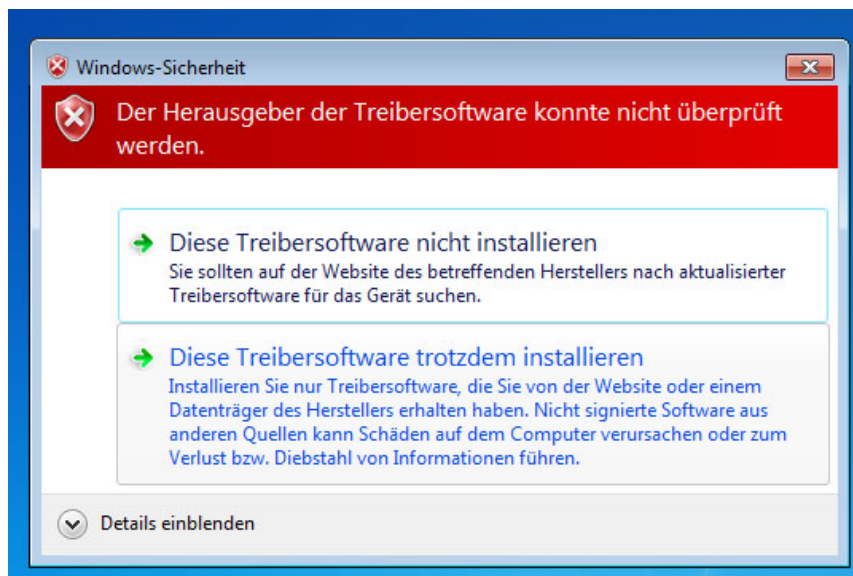 Windows-Sicherheit
Der Herausgeber der Treibersoftware konnte nicht überprüft
werden.
Diese Treibersoftware nicht installieren
Sie sollten auf der Website des betreffenden Herstellers nach aktualisierter
Treibersoftware für das Gerät suchen.
Diese Treibersoftware trotzdem installieren
Installieren Sie nur Treibersoftware, die Sie von der Website oder einem
Datenträger des Herstellers erhalten haben. Nicht signierte Software aus
anderen Quellen kann Schäden auf dem Computer verursachen oder zum
Verlust bzw. Diebstahl von Informationen führen.
Details einblenden